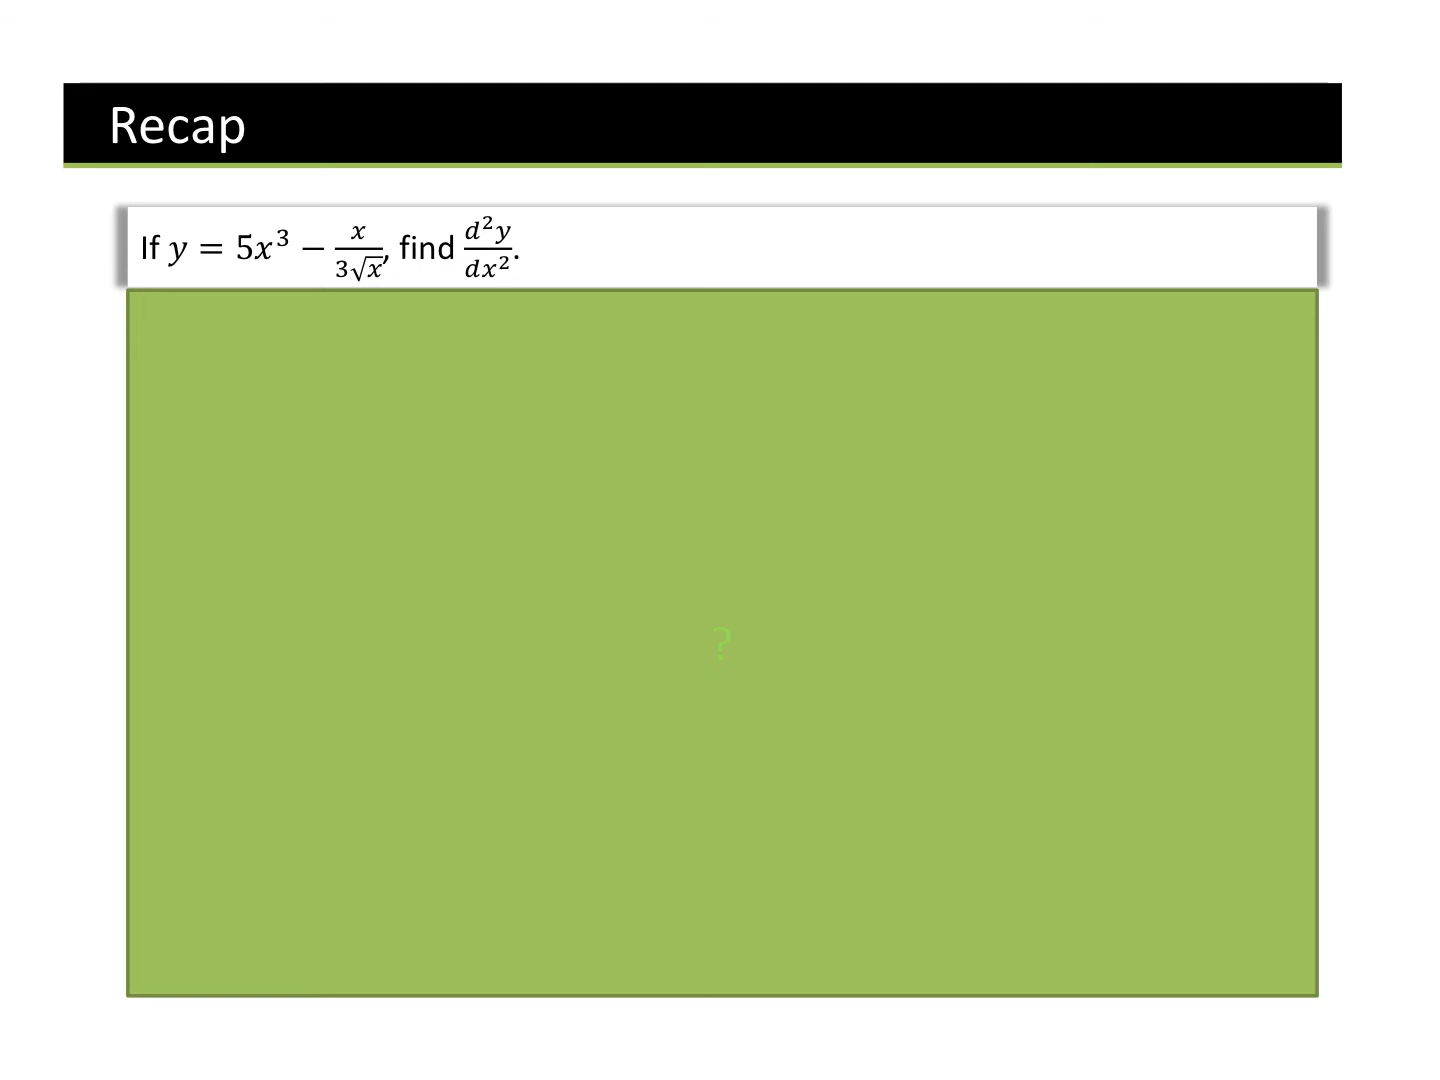 Recap
If y = 5x³ − x/(3√x), find d²y/dx².
?